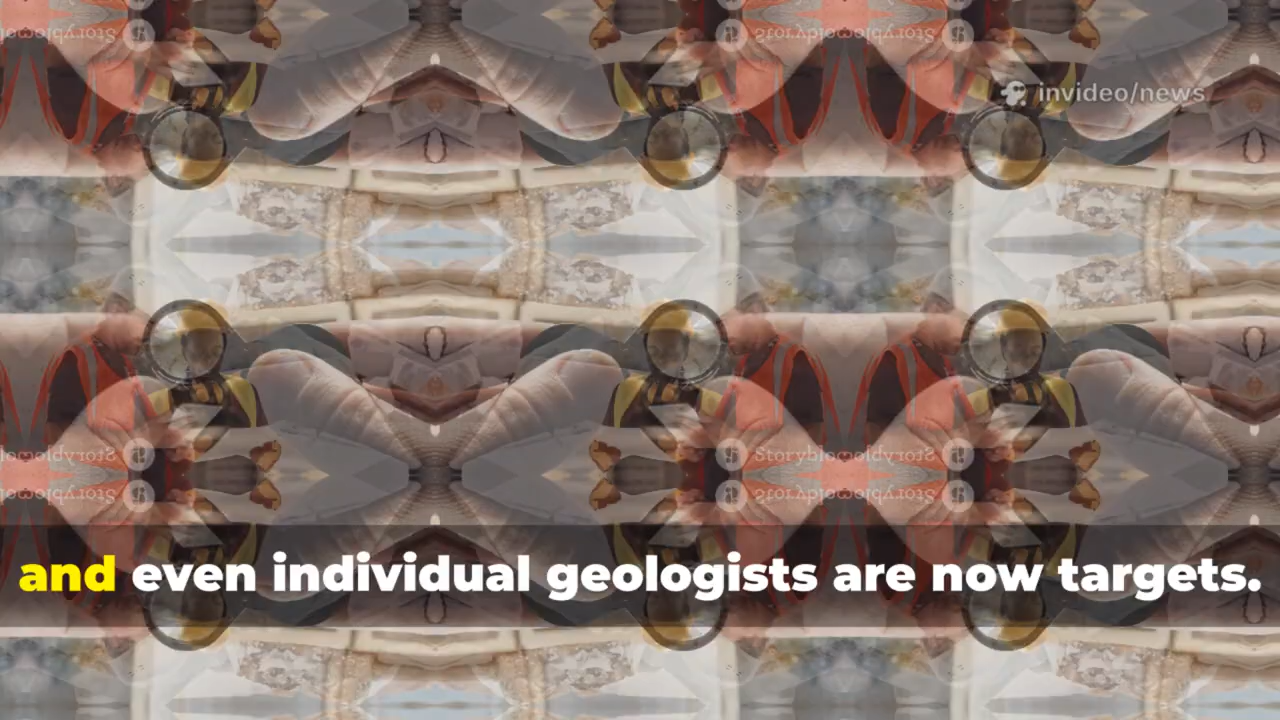 invideo/news
and even individual geologists are now targets.